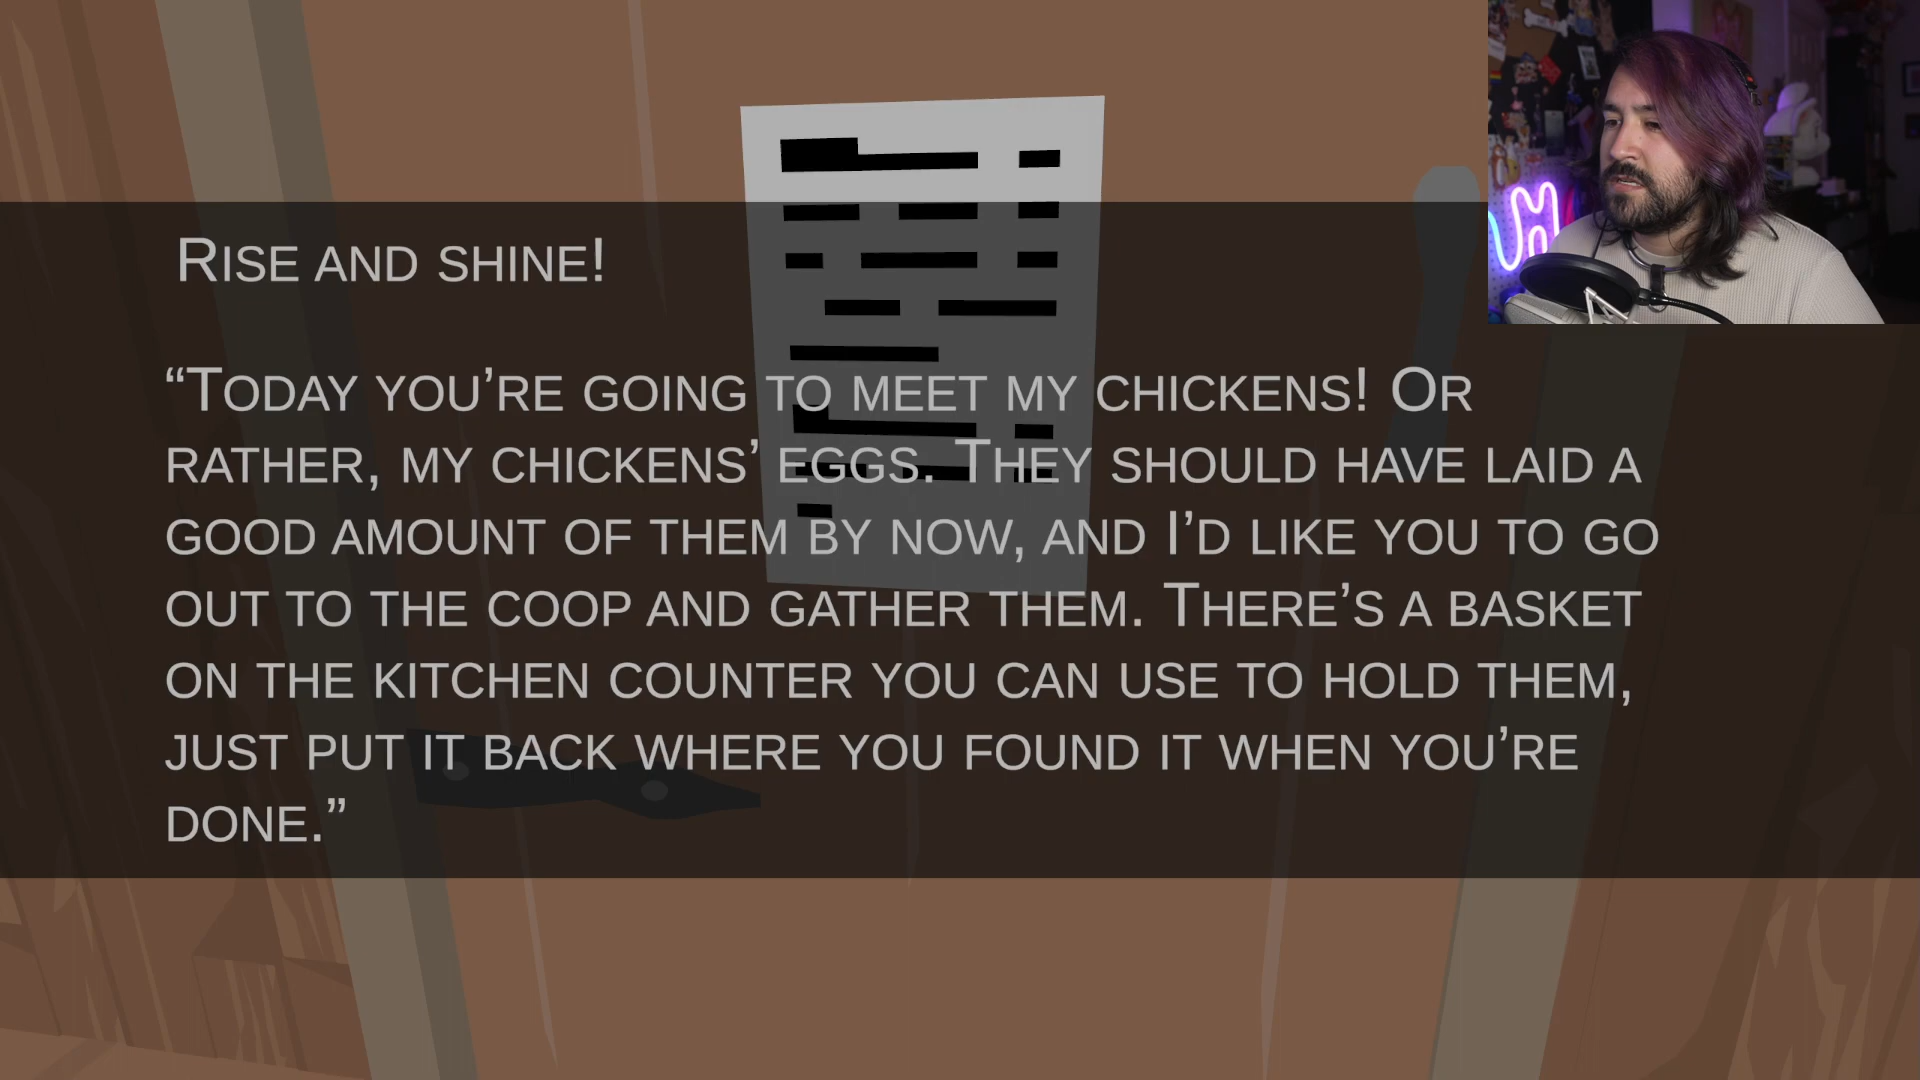 RISE AND SHINE!
“TODAY YOU’RE GOING TO MEET MY CHICKENS! OR
RATHER, MY CHICKENS’ EGGS. THEY SHOULD HAVE LAID A
GOOD AMOUNT OF THEM BY NOW, AND I’D LIKE YOU TO GO
OUT TO THE COOP AND GATHER THEM. THERE’S A BASKET
ON THE KITCHEN COUNTER YOU CAN USE TO HOLD THEM,
JUST PUT IT BACK WHERE YOU FOUND IT WHEN YOU’RE
DONE.”